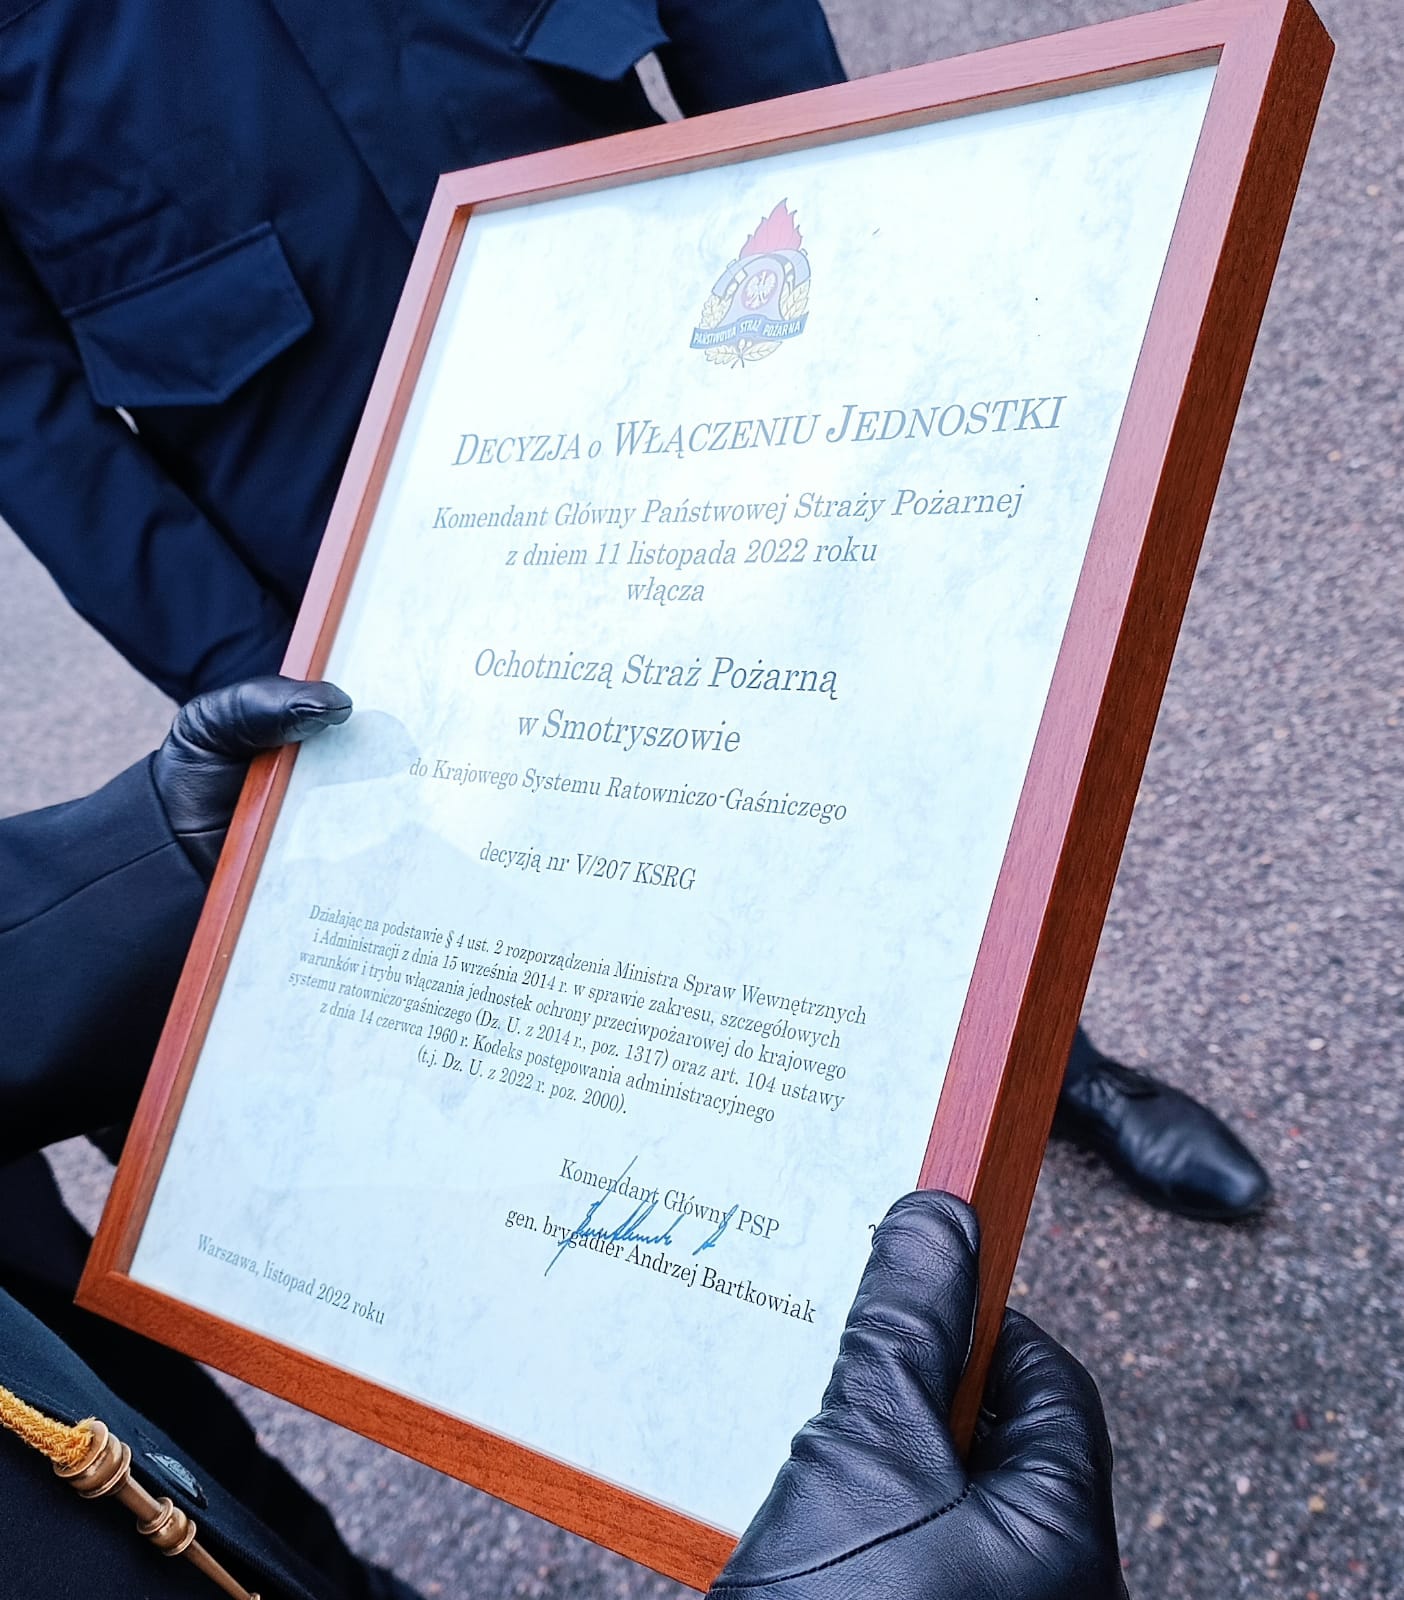 PAŃSTWOWA STRAŻ POŻARNA
DECYZJA O WŁĄCZENIU JEDNOSTKI
Komendant Główny Państwowej Straży Pożarnej
z dniem 11 listopada 2022 roku
włącza
Ochotniczą Straż Pożarną
w Smotryszowie
do Krajowego Systemu Ratowniczo-Gaśniczego
decyzją nr V/207 KSRG
Działając na podstawie § 4 ust. 2 rozporządzenia Ministra Spraw Wewnętrznych
i Administracji z dnia 15 września 2014 r. w sprawie zakresu, szczegółowych
warunków i trybu włączania jednostek ochrony przeciwpożarowej do krajowego
systemu ratowniczo-gaśniczego (Dz. U. z 2014 r., poz. 1317) oraz art. 104 ustawy
z dnia 14 czerwca 1960 r. Kodeks postępowania administracyjnego
(t.j. Dz. U. z 2022 r. poz. 2000).
Komendant Główny PSP
gen. brygadier Andrzej Bartkowiak
Warszawa, listopad 2022 roku